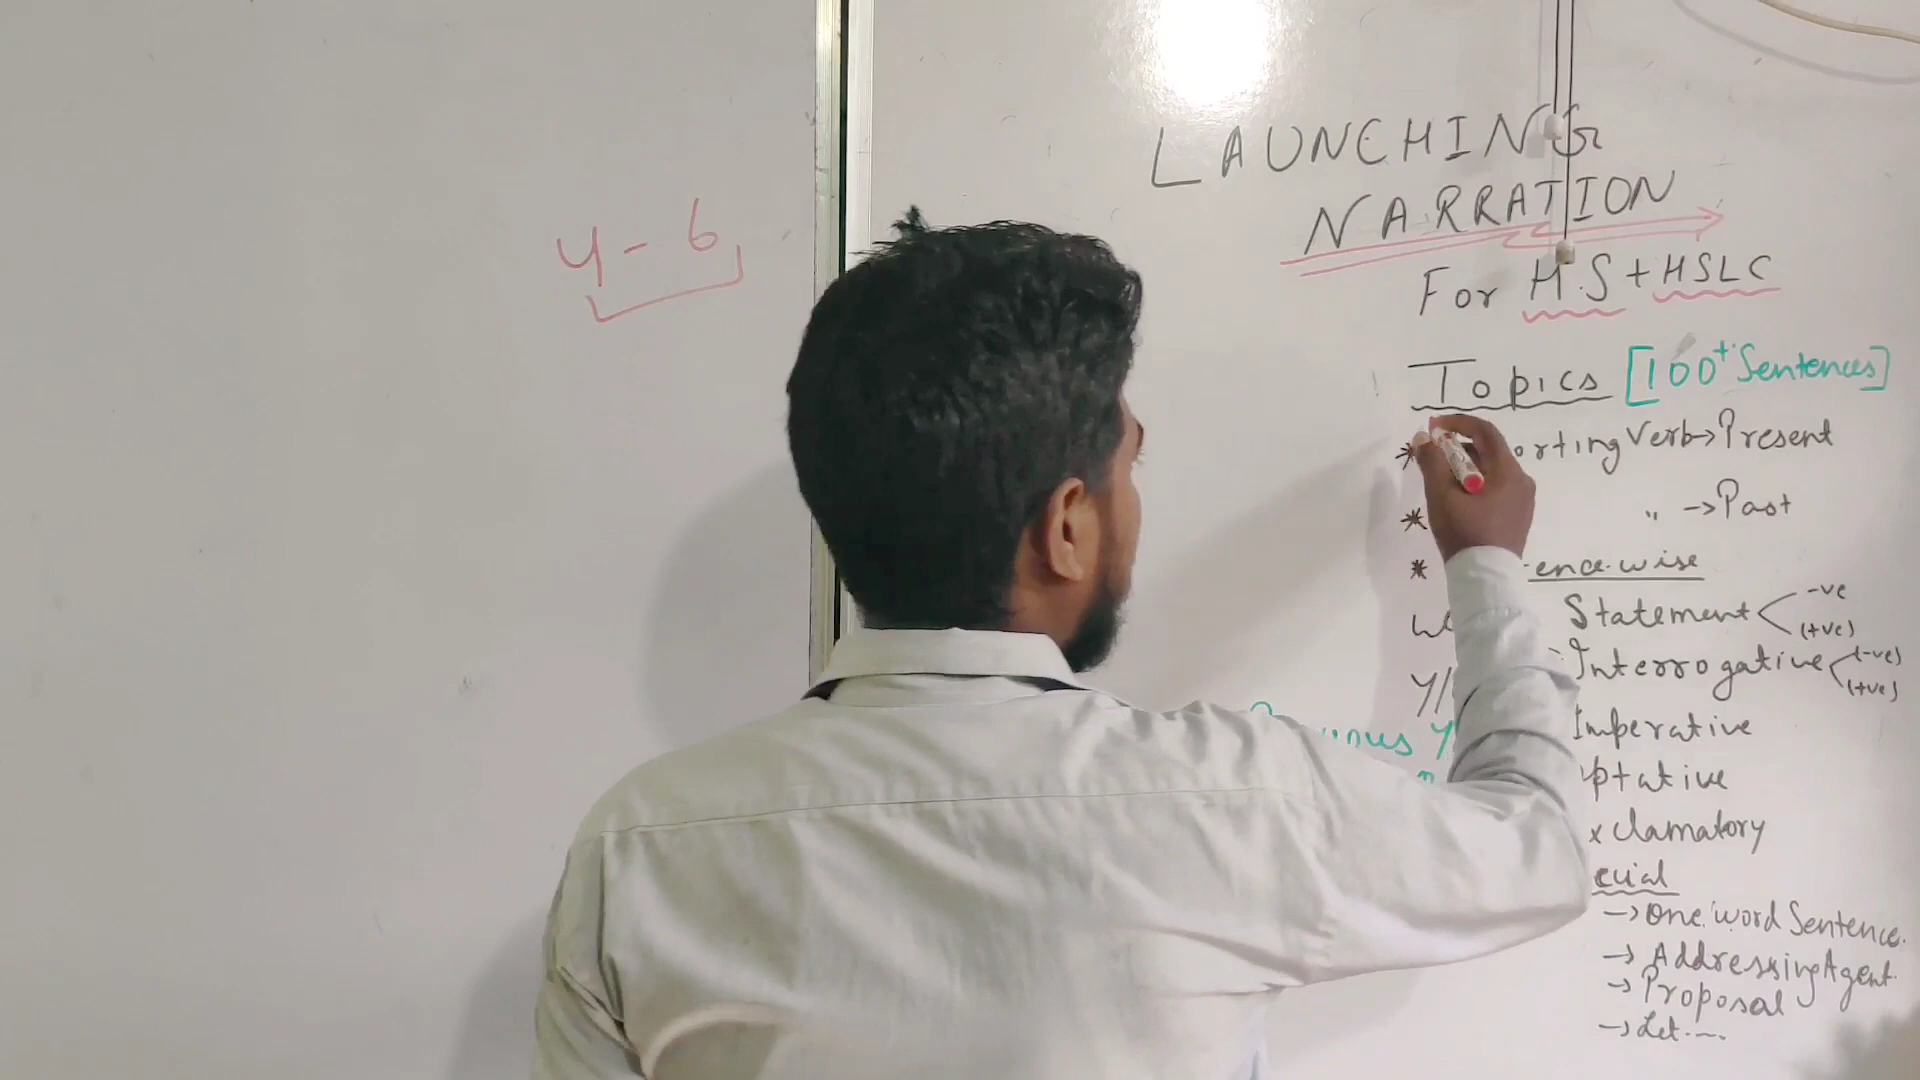 4-6
LAUNCHING
NARRATION
For H.S + HSLC
Topics [100+ Sentences]
* orting Verb → Present
* " → Past
* ence wise
Statement < -ve (+ve)
Y/ Interrogative < (-ve) (+ve)
Imperative
ptative
xclamatory
ecial
→ One word Sentence.
→ Addressing Agent.
→ Proposal
→ Let....